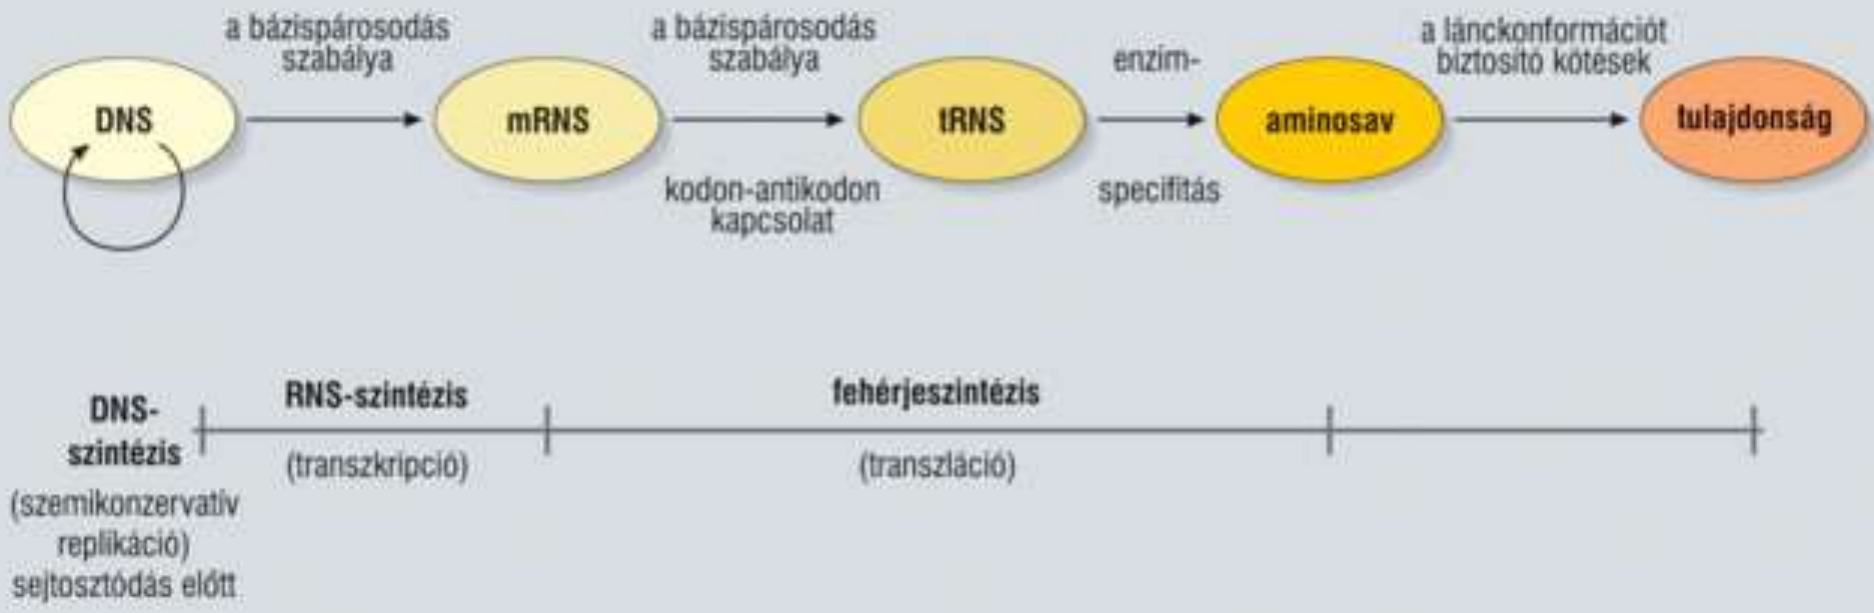 a bázispárosodás
szabálya
a bázispárosodás
szabálya
enzim-
a lánckonformációt
biztosító kötések
DNS
mRNS
tRNS
aminosav
tulajdonság
kodon-antikodon
kapcsolat
specifitás
DNS-
szintézis
(szemikonzervatív
replikáció)
sejtosztódás előtt
RNS-szintézis
(transzkripció)
fehérjeszintézis
(transzláció)